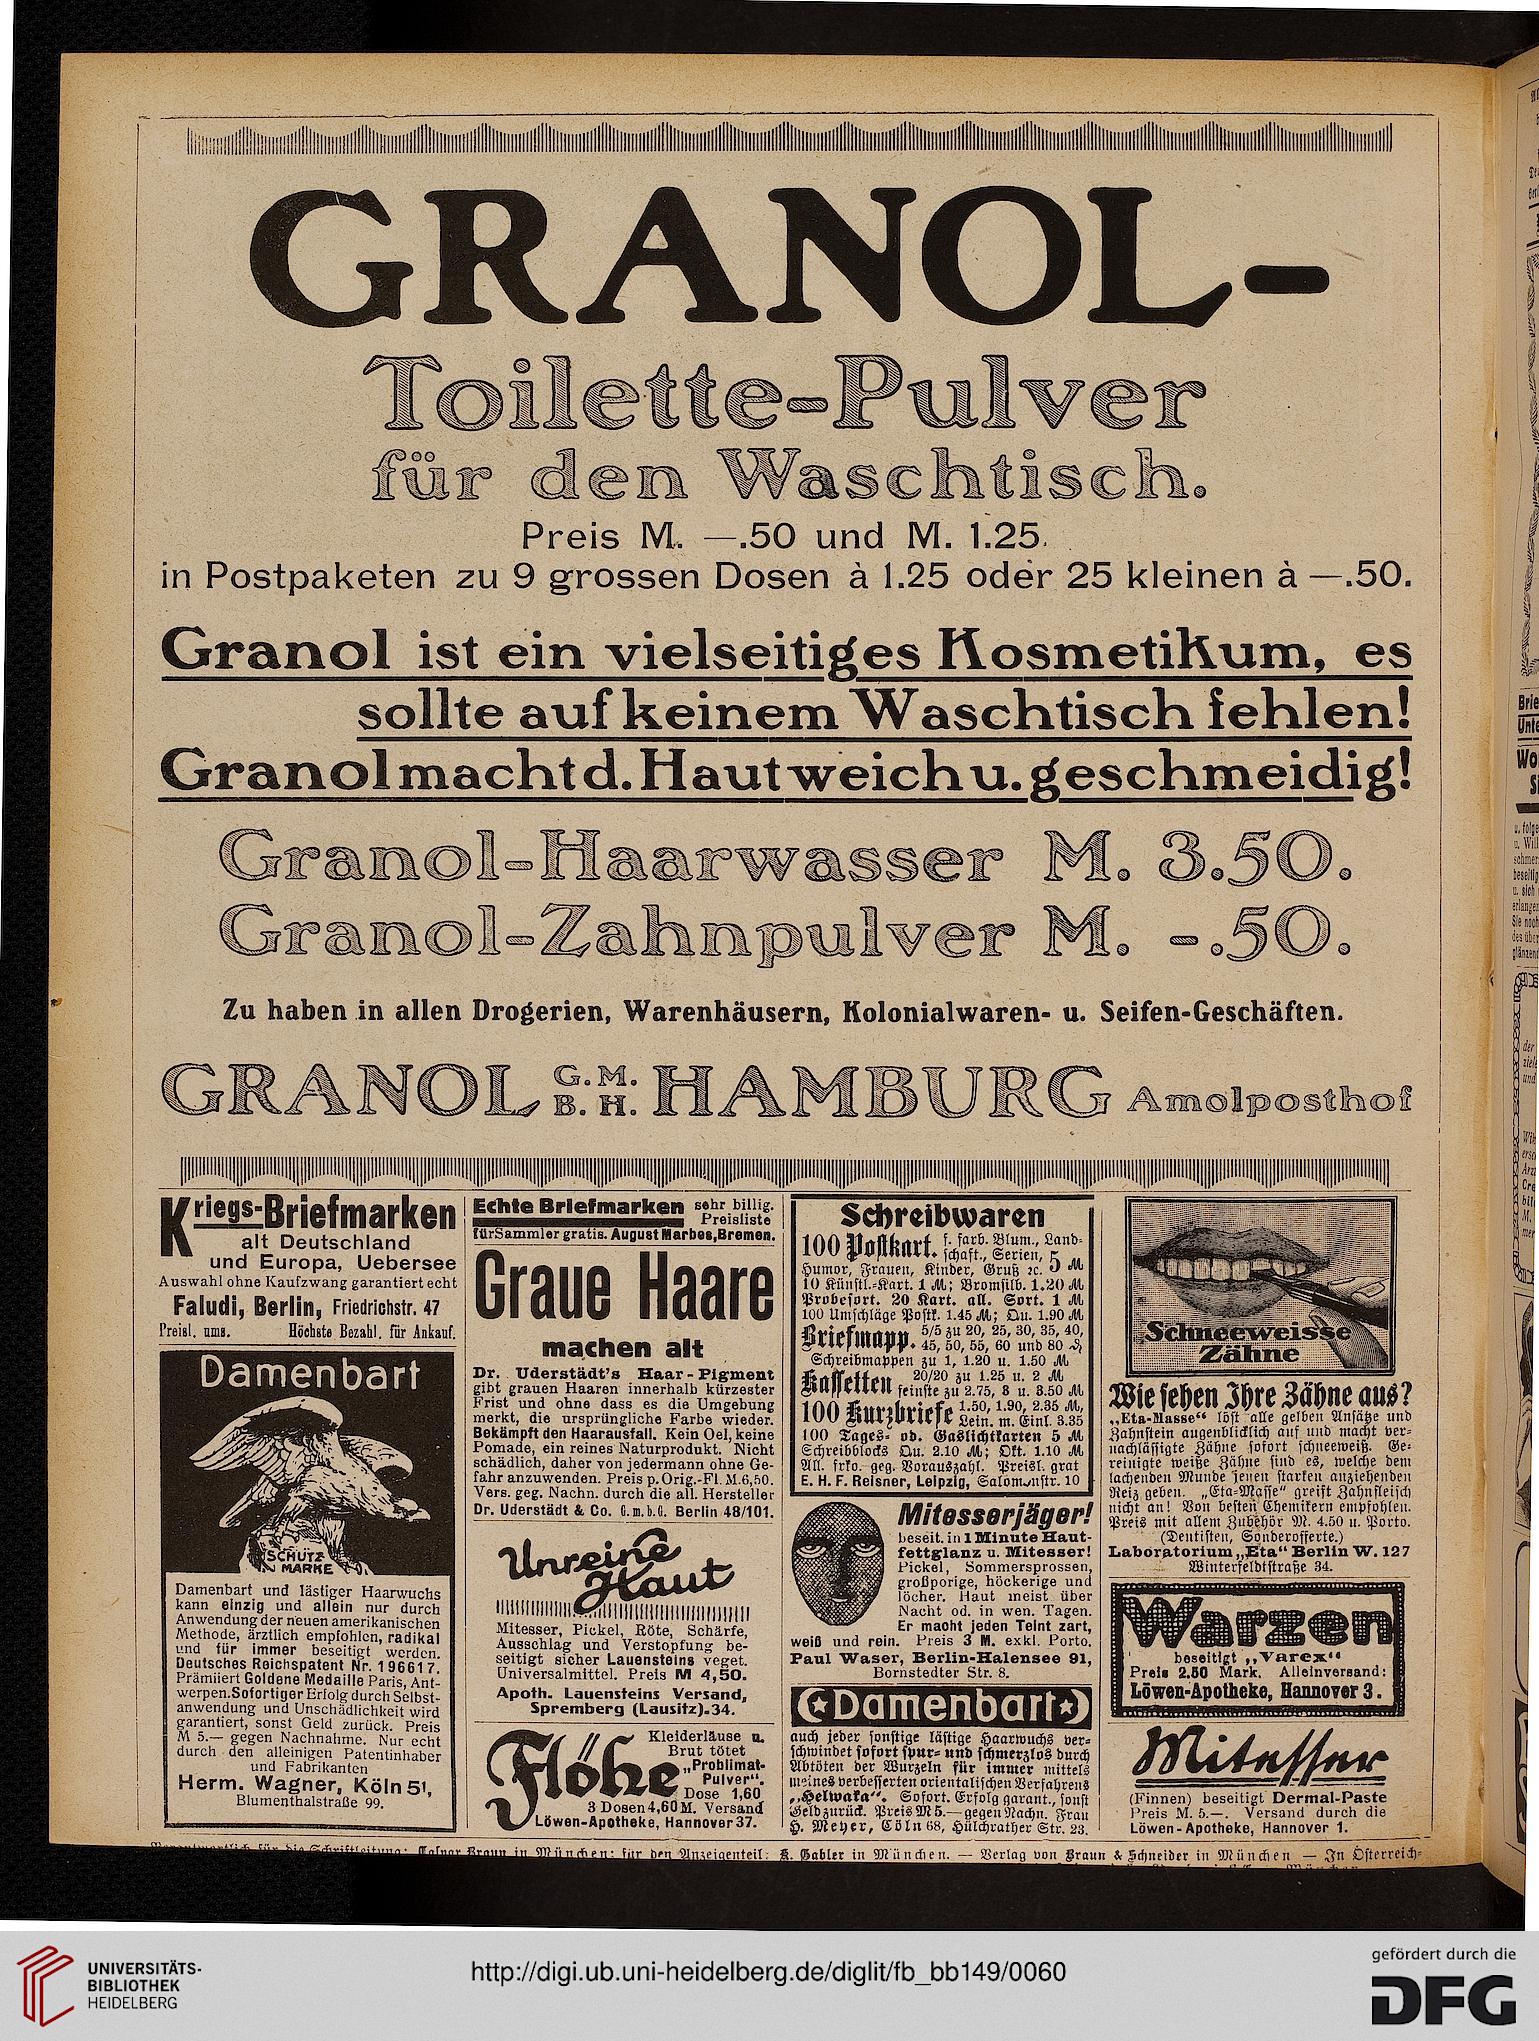 GRANOL-
Toilette-Pulver
für den Waschtisch.
Preis M. —.50 und M. 1.25.
in Postpaketen zu 9 grossen Dosen à 1.25 oder 25 kleinen à —.50.
Granol ist ein vielseitiges Kosmetikum, es
sollte auf keinem Waschtisch fehlen!
Granol macht d. Haut weich u. geschmeidig!
Granol-Haarwasser M. 3.50.
Granol-Zahnpulver M. -.50.
Zu haben in allen Drogerien, Warenhäusern, Kolonialwaren- u. Seifen-Geschäften.
GRANOL G. M. B. H. HAMBURG Amolposthof
Kriegs-Briefmarken
alt Deutschland
und Europa, Uebersee
Auswahl ohne Kaufzwang garantiert echt
Faludi, Berlin, Friedrichstr. 47
Preisl. ums. Höchste Bezahl. für Ankauf.
Damenbart
SCHUTZ
MARKE
Damenbart und lästiger Haarwuchs
kann einzig und allein nur durch
Anwendung der neuen amerikanischen
Methode, ärztlich empfohlen, radikal
und für immer beseitigt werden.
Deutsches Reichspatent Nr. 196617.
Prämiiert Goldene Medaille Paris, Ant-
werpen. Sofortiger Erfolg durch Selbst-
anwendung und Unschädlichkeit wird
garantiert, sonst Geld zurück. Preis
M 5.— gegen Nachnahme. Nur echt
durch den alleinigen Patentinhaber
und Fabrikanten
Herm. Wagner, Köln 51,
Blumenthalstraße 99.
Echte Briefmarken sehr billig.
Preisliste
für Sammler gratis. August Marbes, Bremen.
Graue Haare
machen alt
Dr. Uderstädt's Haar-Pigment
gibt grauen Haaren innerhalb kürzester
Frist und ohne dass es die Umgebung
merkt, die ursprüngliche Farbe wieder.
Bekämpft den Haarausfall. Kein Oel, keine
Pomade, ein reines Naturprodukt. Nicht
schädlich, daher von jedermann ohne Ge-
fahr anzuwenden. Preis p. Orig.-Fl. M. 6,50.
Vers. geg. Nachn. durch die all. Hersteller
Dr. Uderstädt & Co. G.m.b.H. Berlin 48/101.
Unreine
Haut
Mitesser, Pickel, Röte, Schärfe,
Ausschlag und Verstopfung be-
seitigt sicher Lauensteins veget.
Universalmittel. Preis M 4,50.
Apoth. Lauensteins Versand,
Spremberg (Lausitz).34.
Flöhe
Kleiderläuse u.
Brut tötet
„Problimat-
Pulver“.
Dose 1,60
3 Dosen 4,60 M. Versand
Löwen-Apotheke, Hannover 37.
Schreibwaren
100 Postkart. f. farb. Blum., Land-
schaft., Serien, 5 M
Humor, Frauen, Kinder, Gruß ꝛc.
10 Künstl.-Kart. 1 M; Bromsilb. 1.20 M
Probesort. 20 Kart. all. Sort. 1 M
100 Umschläge Postk. 1.45 M; Qu. 1.90 M
Briefmapp. 5/5 zu 20, 25, 30, 35, 40,
45, 50, 55, 60 und 80 ₰
Schreibmappen zu 1, 1.20 u. 1.50 M
Kassetten 20/20 zu 1.25 u. 2 M
feinste zu 2.75, 3 u. 3.50 M
100 Kurzbriefe 1.50, 1.90, 2.35 M,
Lein. m. Einl. 3.35
100 Tages- od. Gaslichtkarten 5 M
Schreibblocks Qu. 2.10 M; Okt. 1.10 M
All. frko. geg. Vorauszahl. Preisl. grat
E. H. F. Reisner, Leipzig, Salomonstr. 10
Mitesserjäger!
beseit. in 1 Minute Haut-
fettglanz u. Mitesser!
Pickel, Sommersprossen,
großporige, höckerige und
löcher. Haut meist über
Nacht od. in wen. Tagen.
Er macht jeden Teint zart,
weiß und rein. Preis 3 M. exkl. Porto.
Paul Waser, Berlin-Halensee 91,
Bornstedter Str. 8.
Damenbart
auch jeder sonstige lästige Haarwuchs ver-
schwindet sofort spur- und schmerzlos durch
Abtöten der Wurzeln für immer mittels
meines verbesserten orientalischen Verfahrens
„Helwaka“. Sofort. Erfolg garant., sonst
Geld zurück. Preis M 5.— gegen Nachn. Frau
H. Meyer, Cöln 68, Hülchrather Str. 23.
Schneeweisse
Zähne
Wie sehen Ihre Zähne aus?
„Eta-Masse“ löst alle gelben Ansätze und
Zahnstein augenblicklich auf und macht ver-
nachlässigte Zähne sofort schneeweiß. Ge-
reinigte weiße Zähne sind es, welche dem
lachenden Munde jenen starken anziehenden
Reiz geben. „Eta-Masse“ greift Zahnfleisch
nicht an! Von besten Chemikern empfohlen.
Preis mit allem Zubehör M. 4.50 u. Porto.
(Dentisten, Sonderofferte.)
Laboratorium „Eta“ Berlin W. 127
Winterfeldtstraße 34.
Warzen
beseitigt „Varex“
Preis 2.50 Mark. Alleinversand:
Löwen-Apotheke, Hannover 3.
Mitesser
(Finnen) beseitigt Dermal-Paste
Preis M. 5.—. Versand durch die
Löwen-Apotheke, Hannover 1.
Verantwortlich für die Schriftleitung: Caspar Braun in München; für den Anzeigenteil: K. Gabler in München. — Verlag von Braun & Schneider in München — In Österreich-
UNIVERSITÄTS-
BIBLIOTHEK
HEIDELBERG
http://digi.ub.uni-heidelberg.de/diglit/fb_bb149/0060
gefördert durch die
DFG